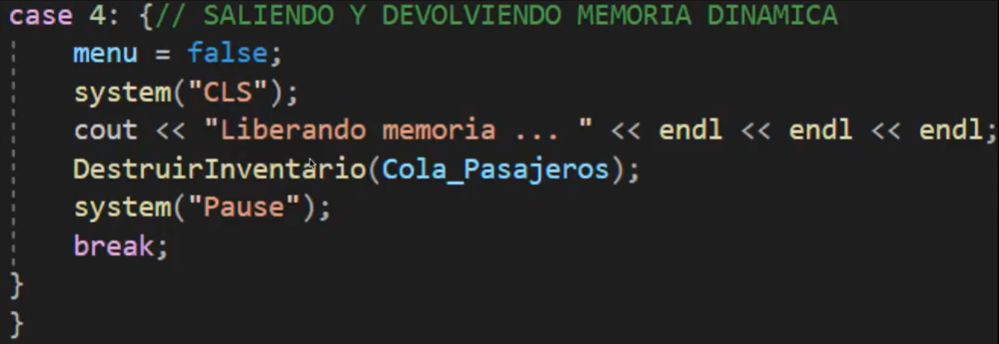 case 4: {// SALIENDO Y DEVOLVIENDO MEMORIA DINAMICA
menu = false;
system("CLS");
cout << "Liberando memoria ... " << endl << endl << endl;
DestruirInventario(Cola_Pasajeros);
system("Pause");
break;
}
}